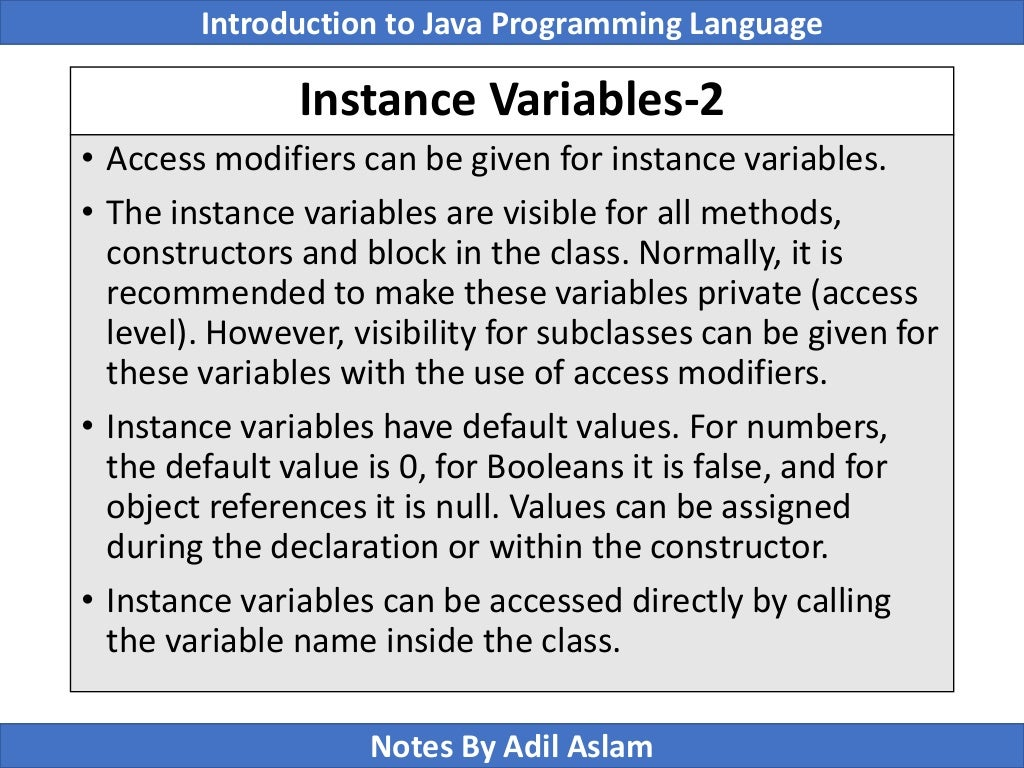 Introduction to Java Programming Language
Instance Variables-2
• Access modifiers can be given for instance variables.
• The instance variables are visible for all methods,
constructors and block in the class. Normally, it is
recommended to make these variables private (access
level). However, visibility for subclasses can be given for
these variables with the use of access modifiers.
• Instance variables have default values. For numbers,
the default value is 0, for Booleans it is false, and for
object references it is null. Values can be assigned
during the declaration or within the constructor.
• Instance variables can be accessed directly by calling
the variable name inside the class.
Notes By Adil Aslam